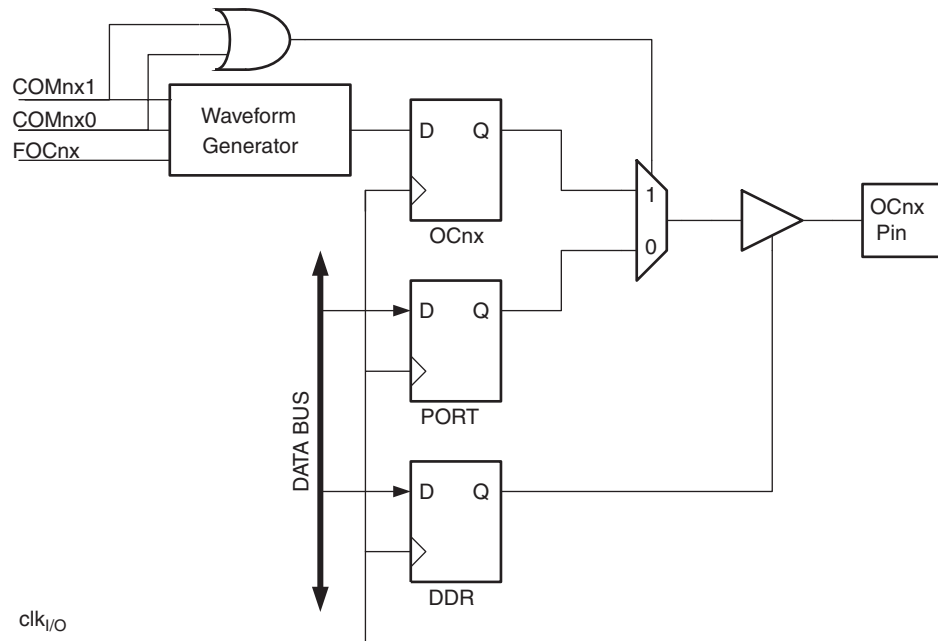 COMnx1
COMnx0
FOCnx
Waveform
Generator
D Q
OCnx
1
0
OCnx
Pin
D Q
PORT
DATA BUS
D Q
DDR
clkI/O